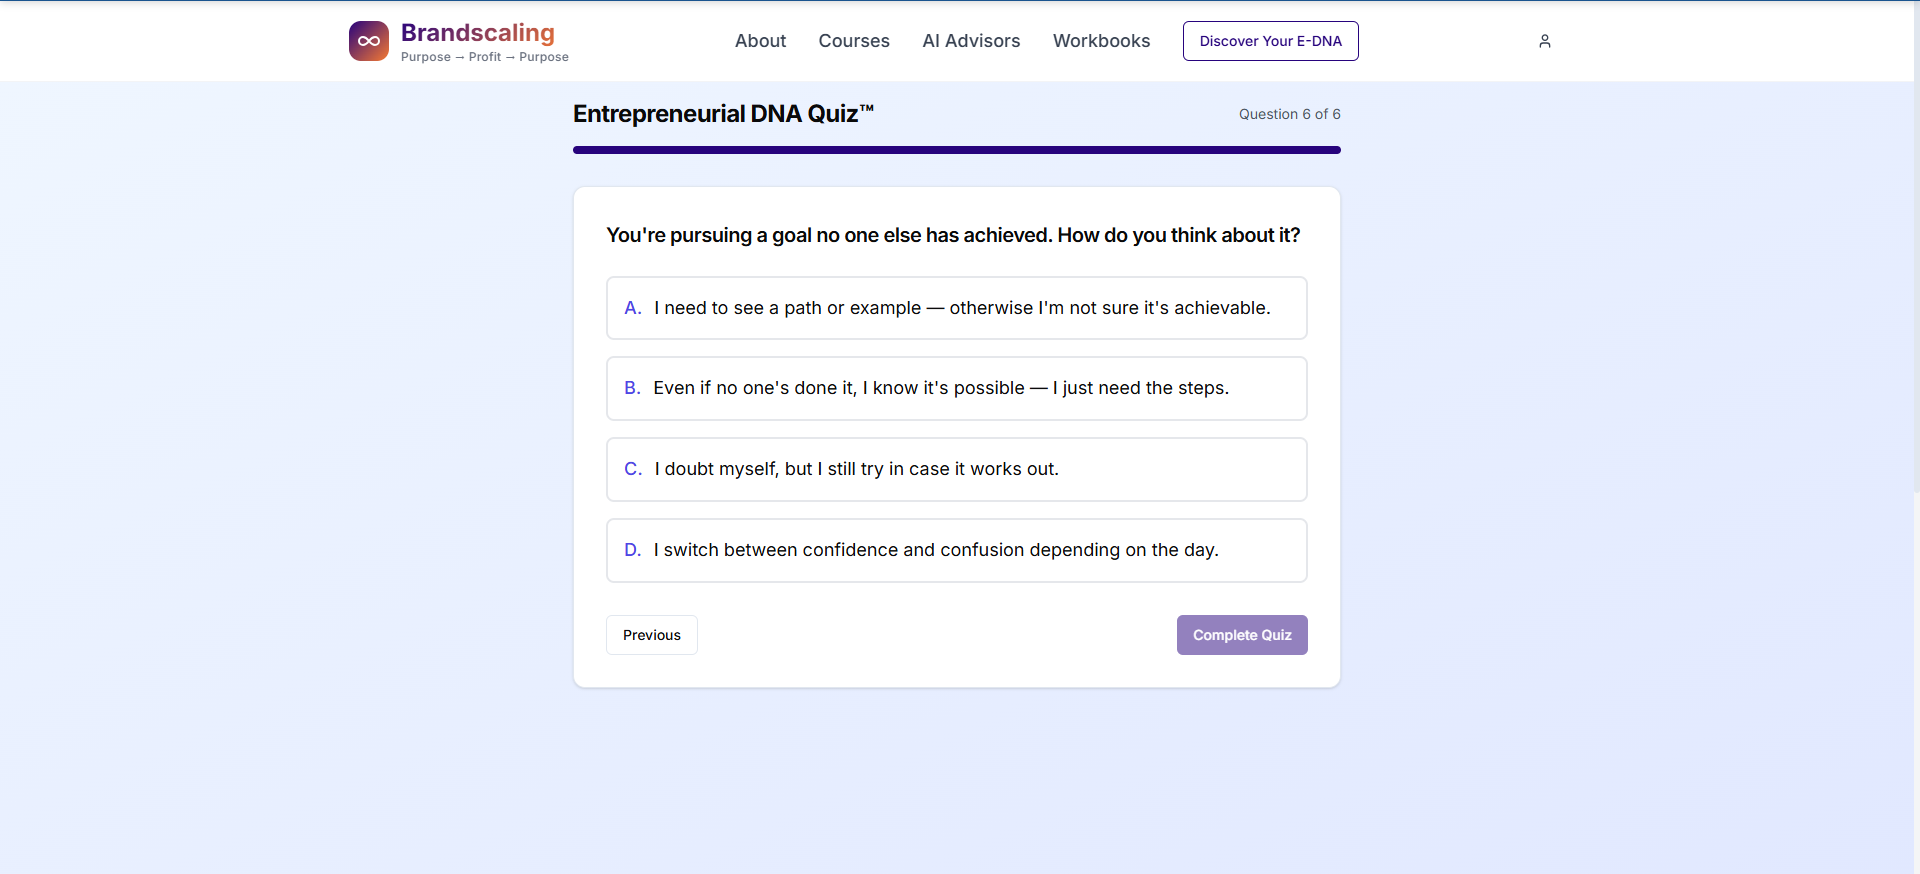 Brandscaling
Purpose → Profit → Purpose
About
Courses
AI Advisors
Workbooks
Discover Your E-DNA
Entrepreneurial DNA Quiz™
Question 6 of 6
You're pursuing a goal no one else has achieved. How do you think about it?
A. I need to see a path or example — otherwise I'm not sure it's achievable.
B. Even if no one's done it, I know it's possible — I just need the steps.
C. I doubt myself, but I still try in case it works out.
D. I switch between confidence and confusion depending on the day.
Previous
Complete Quiz